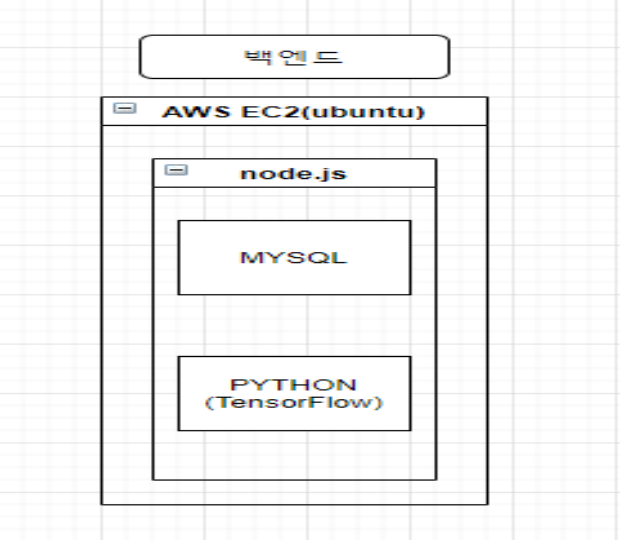 백엔드
AWS EC2(ubuntu)
node.js
MYSQL
PYTHON
(TensorFlow)